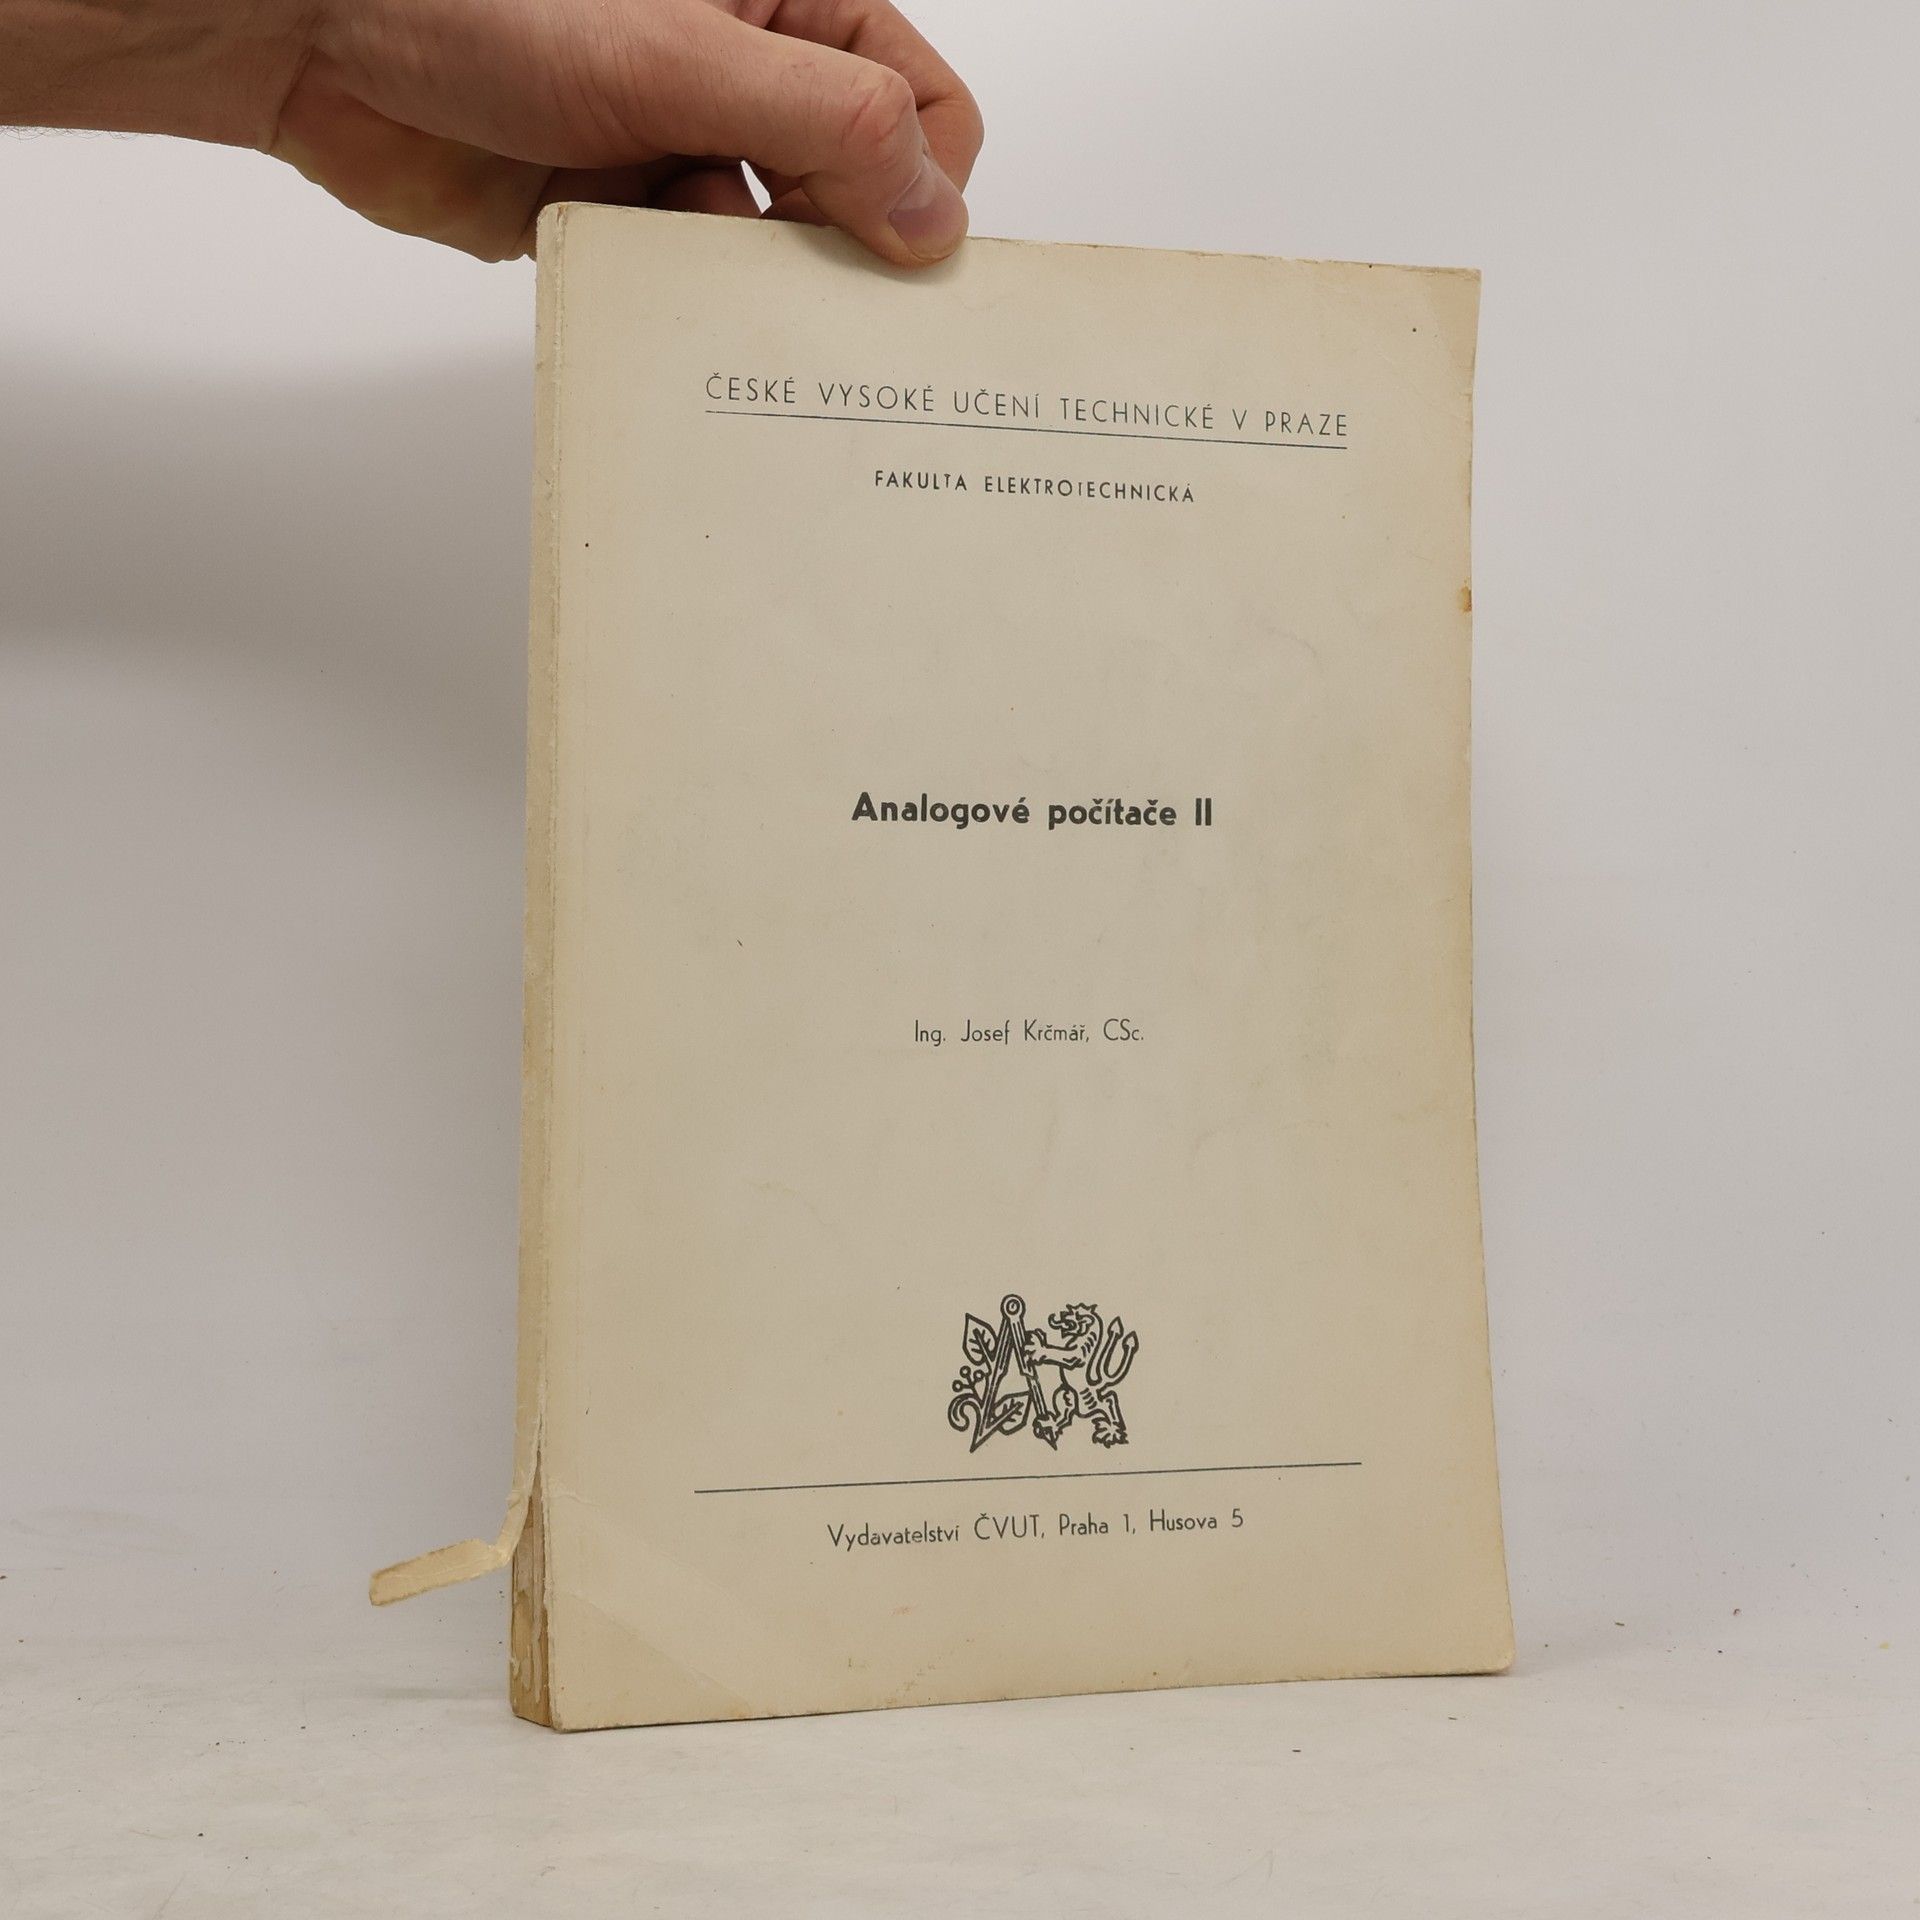 ČESKÉ VYSOKÉ UČENÍ TECHNICKÉ V PRAZE
FAKULTA ELEKTROTECHNICKÁ
Analogové počítače II
Ing. Josef Krčmář, CSc.
Vydavatelství ČVUT, Praha 1, Husova 5